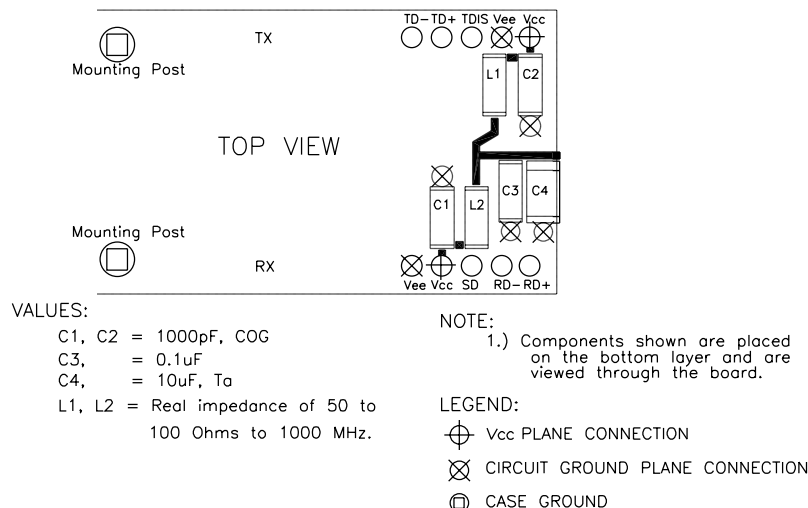 TD- TD+ TDIS Vee Vcc
TX
Mounting Post
L1 C2
TOP VIEW
C1 L2 C3 C4
Mounting Post
RX
Vee Vcc SD RD- RD+
VALUES:
C1, C2 = 1000pF, COG
C3, = 0.1uF
C4, = 10uF, Ta
L1, L2 = Real impedance of 50 to
100 Ohms to 1000 MHz.
NOTE:
1.) Components shown are placed
on the bottom layer and are
viewed through the board.
LEGEND:
Vcc PLANE CONNECTION
CIRCUIT GROUND PLANE CONNECTION
CASE GROUND